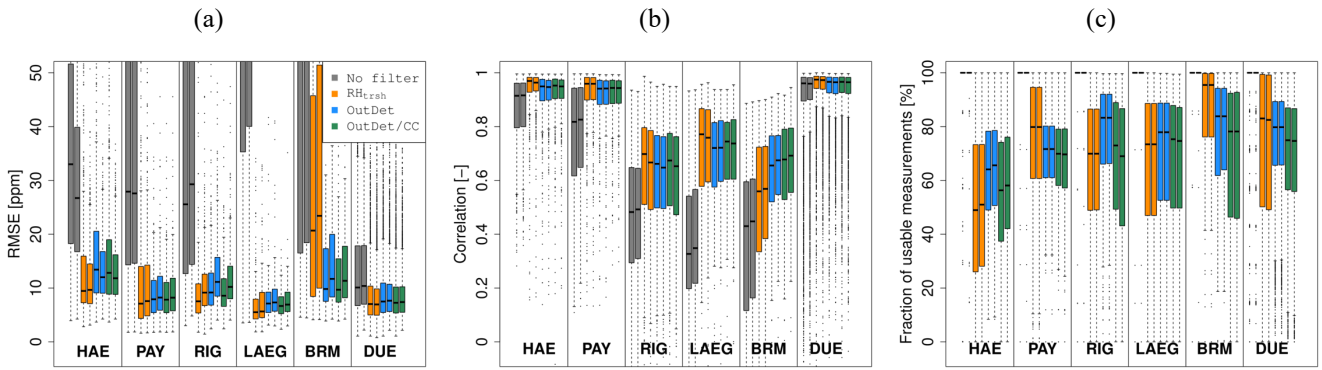 (a)
(b)
(c)
RMSE [ppm]
50
40
30
20
10
0
No filter
RHtrsh
OutDet
OutDet/CC
HAE PAY RIG LAEG BRM DUE
Correlation [−]
1
0.8
0.6
0.4
0.2
0
HAE PAY RIG LAEG BRM DUE
Fraction of usable measurements [%]
100
80
60
40
20
0
HAE PAY RIG LAEG BRM DUE